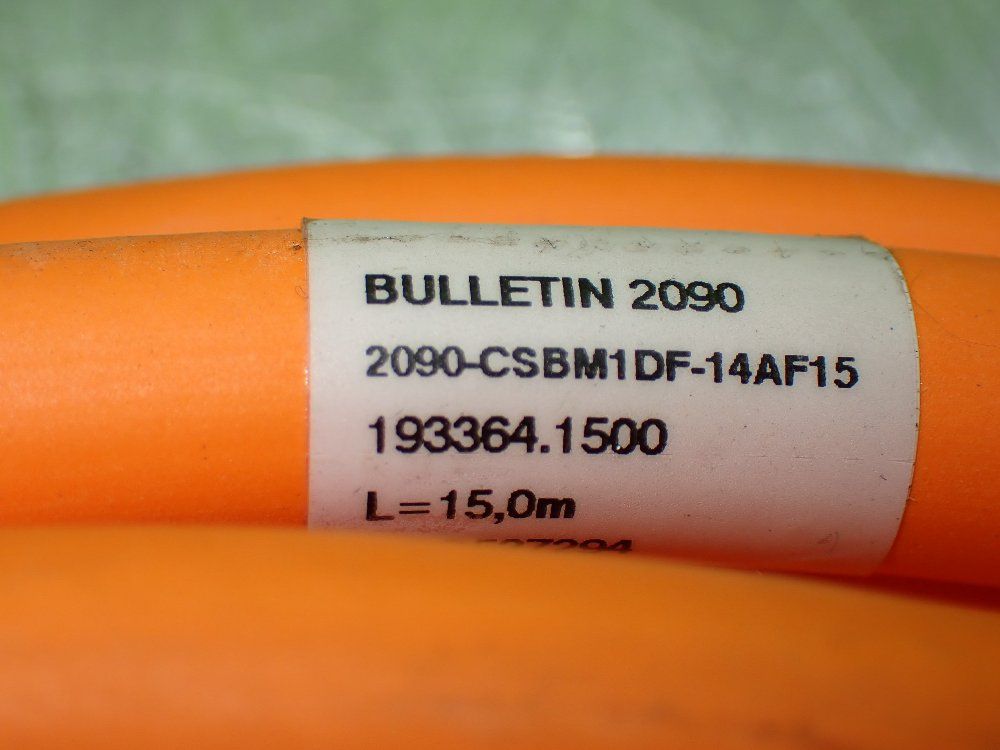 BULLETIN 2090
2090-CSBM1DF-14AF15
193364.1500
L=15,0m